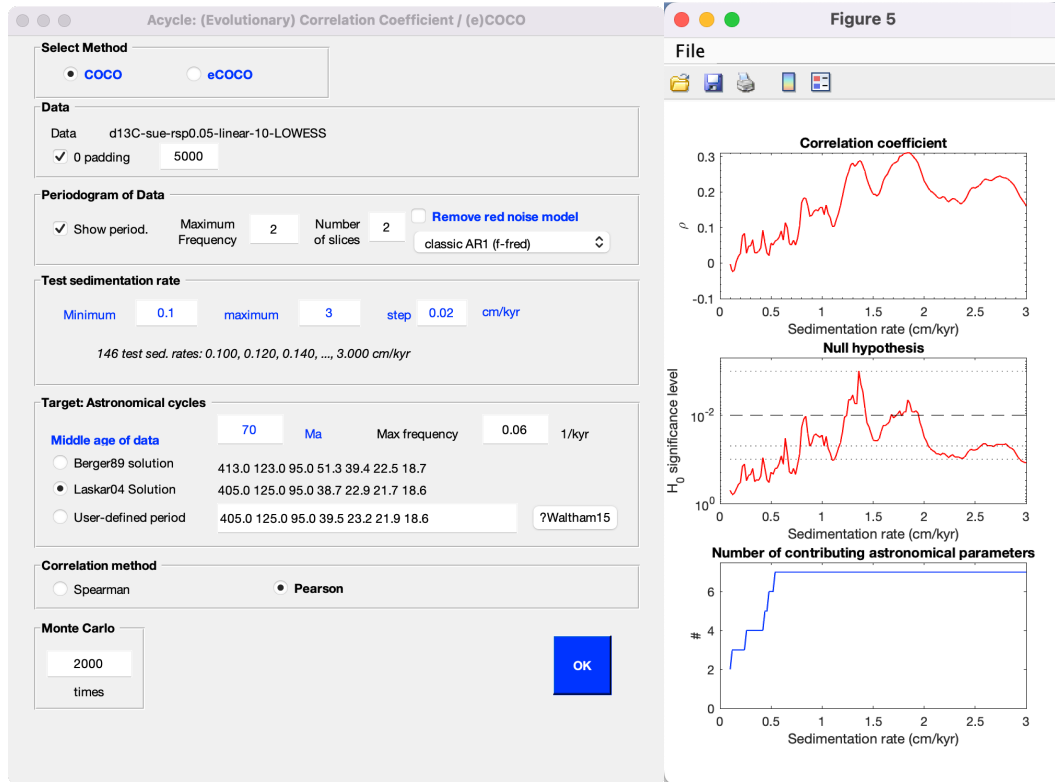 Acycle: (Evolutionary) Correlation Coefficient / (e)COCO
Select Method
COCO eCOCO
Data
Data d13C-sue-rsp0.05-linear-10-LOWESS
0 padding 5000
Periodogram of Data
Show period. Maximum Frequency 2 Number of slices 2 Remove red noise model
classic AR1 (f-fred)
Test sedimentation rate
Minimum 0.1 maximum 3 step 0.02 cm/kyr
146 test sed. rates: 0.100, 0.120, 0.140, ..., 3.000 cm/kyr
Target: Astronomical cycles
Middle age of data 70 Ma Max frequency 0.06 1/kyr
Berger89 solution 413.0 123.0 95.0 51.3 39.4 22.5 18.7
Laskar04 Solution 405.0 125.0 95.0 38.7 22.9 21.7 18.6
User-defined period 405.0 125.0 95.0 39.5 23.2 21.9 18.6 ?Waltham15
Correlation method
Spearman Pearson
Monte Carlo
2000
times
OK
Figure 5
File
Correlation coefficient
0.3
0.2
0.1
0
-0.1
ρ
0 0.5 1 1.5 2 2.5 3
Sedimentation rate (cm/kyr)
Null hypothesis
10-2
100
H0 significance level
0 0.5 1 1.5 2 2.5 3
Sedimentation rate (cm/kyr)
Number of contributing astronomical parameters
6
4
2
0
#
0 0.5 1 1.5 2 2.5 3
Sedimentation rate (cm/kyr)